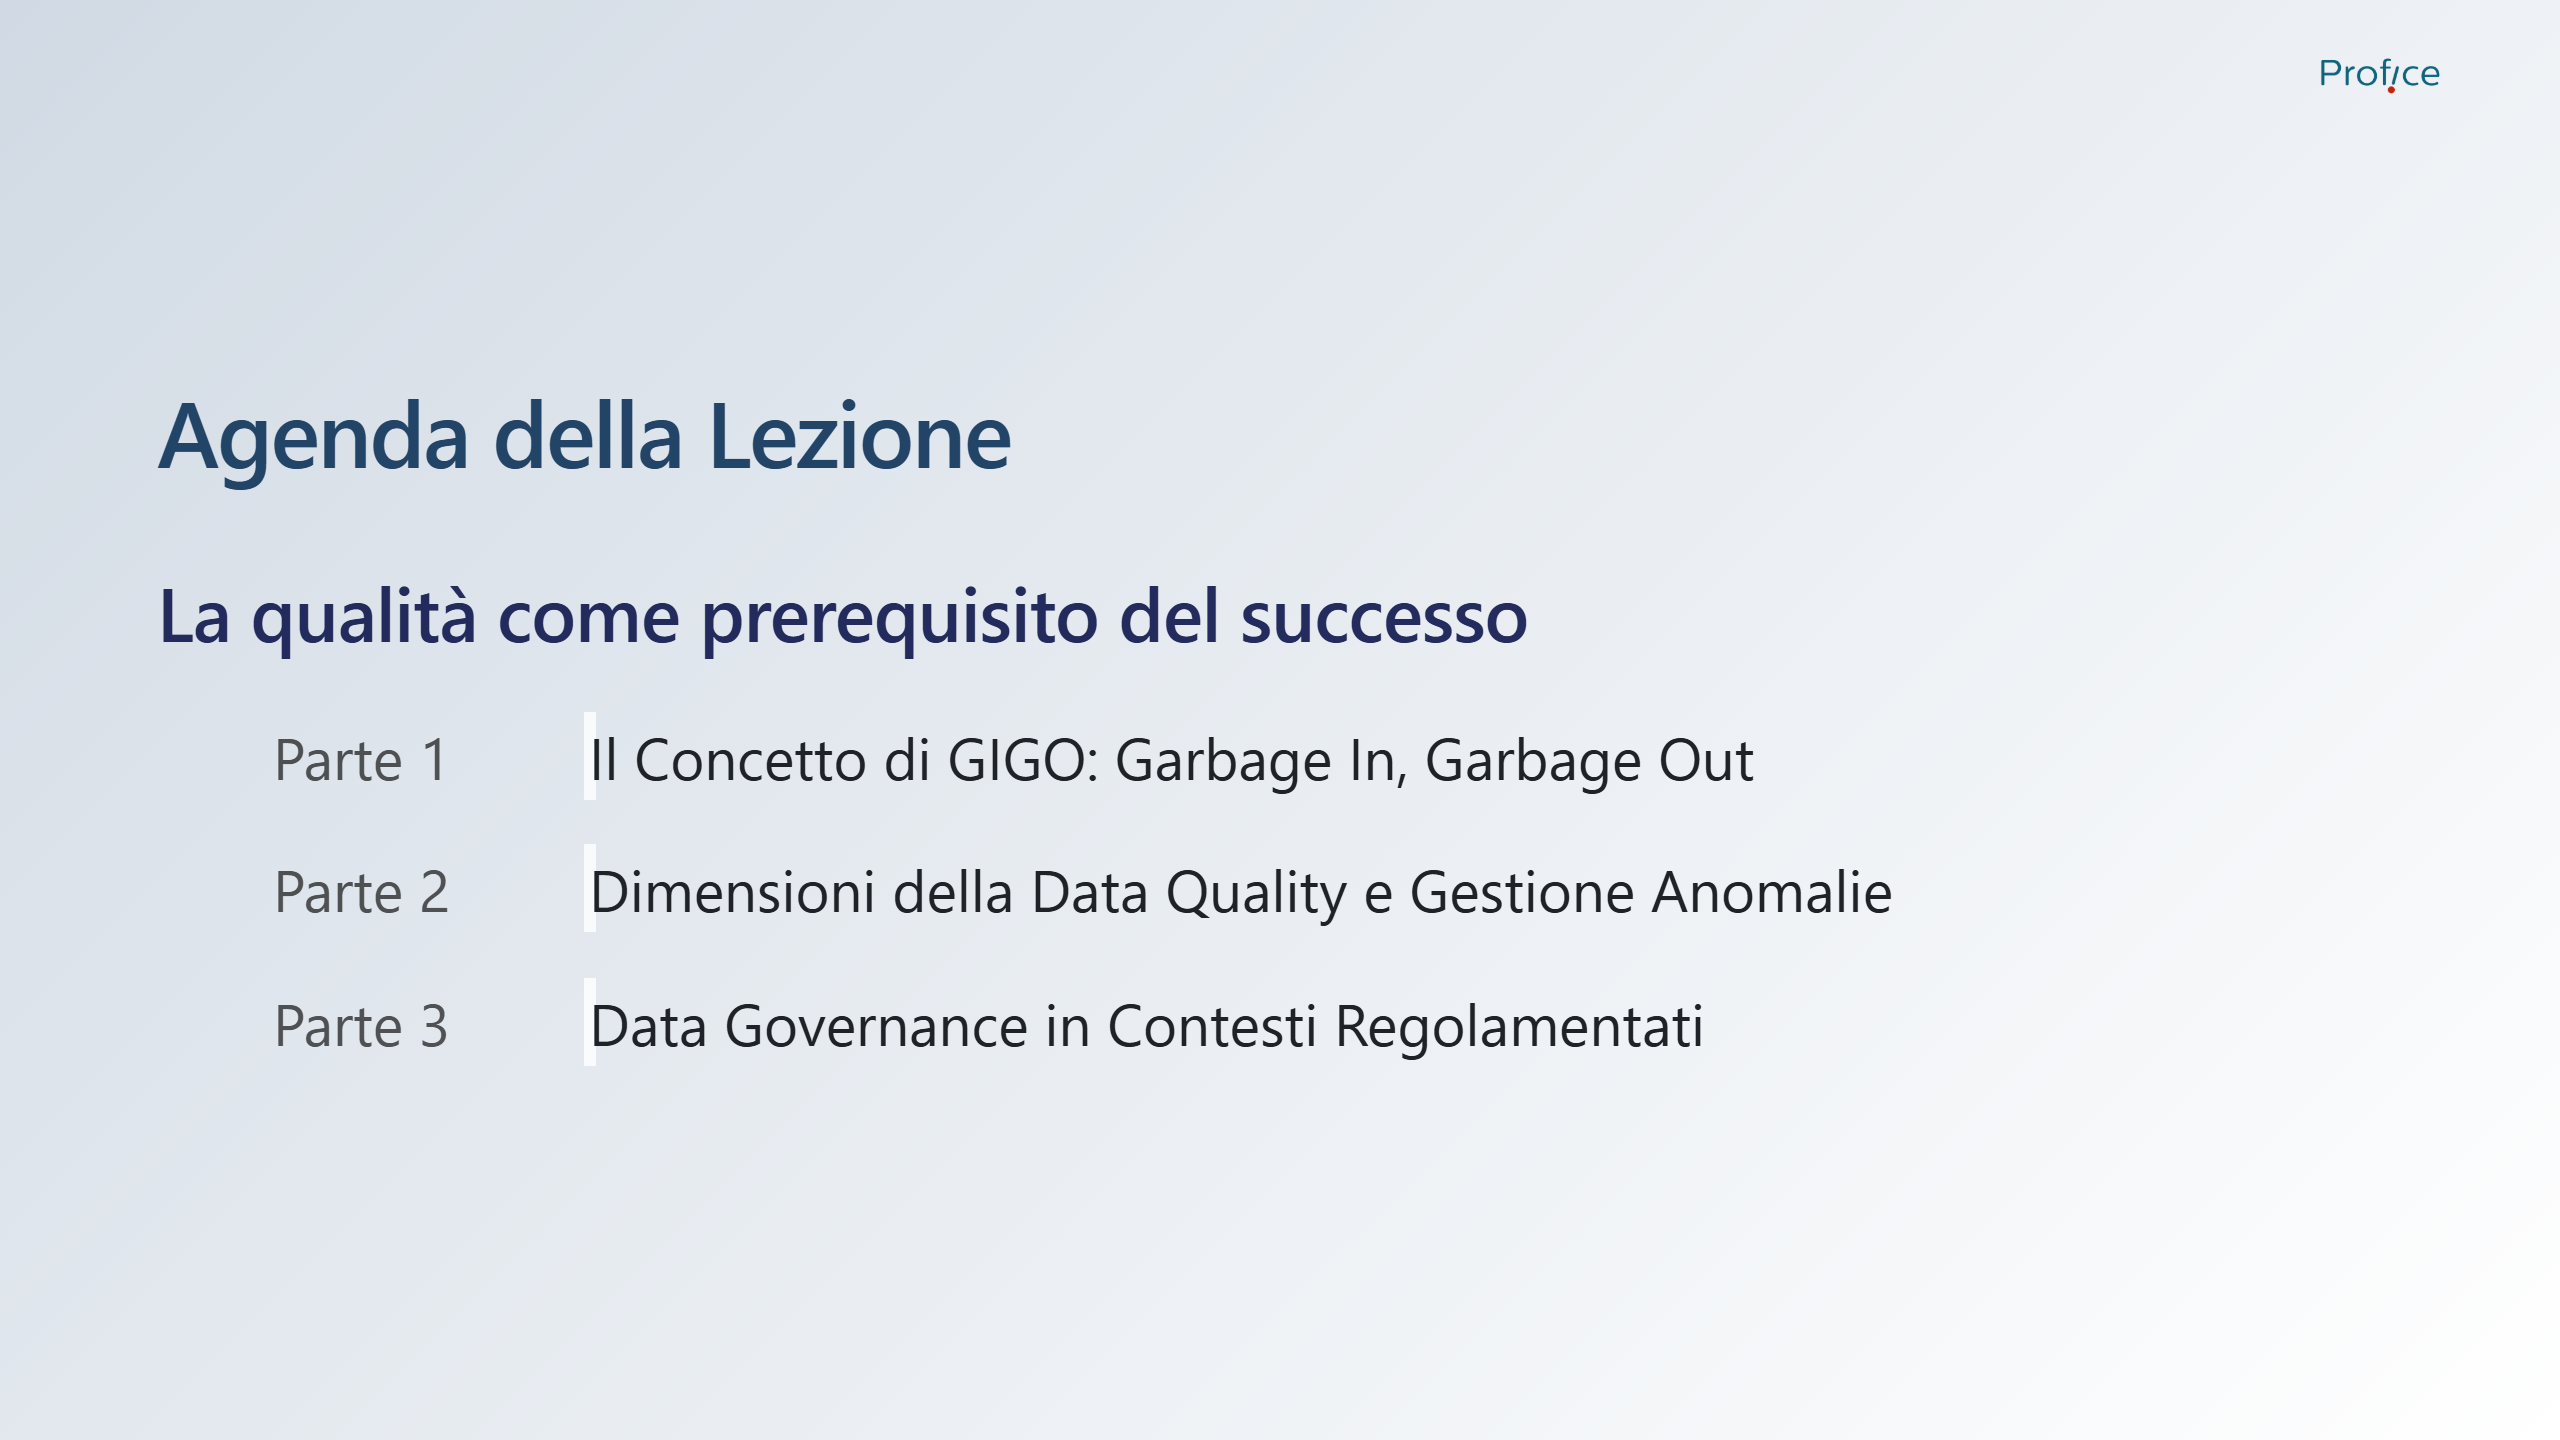 Profice
Agenda della Lezione
La qualità come prerequisito del successo
Parte 1 Il Concetto di GIGO: Garbage In, Garbage Out
Parte 2 Dimensioni della Data Quality e Gestione Anomalie
Parte 3 Data Governance in Contesti Regolamentati